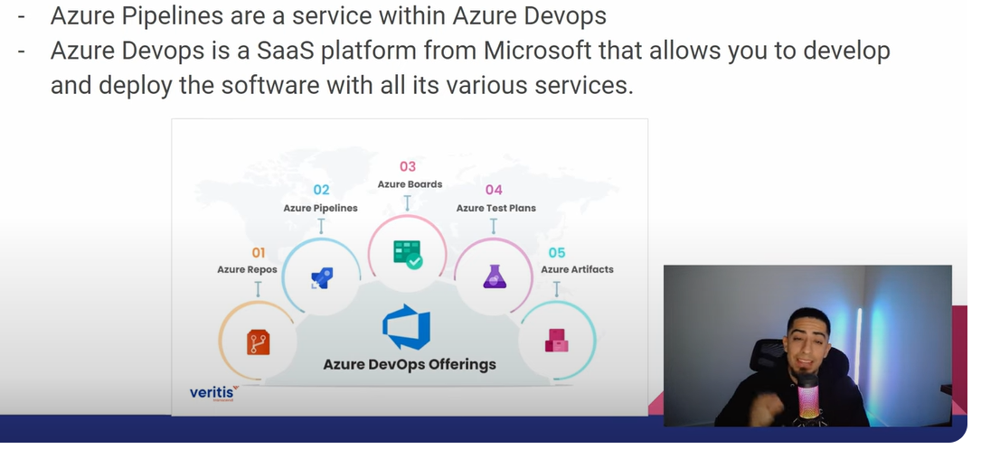 - Azure Pipelines are a service within Azure Devops
- Azure Devops is a SaaS platform from Microsoft that allows you to develop
and deploy the software with all its various services.
03
Azure Boards
02
Azure Pipelines
04
Azure Test Plans
01
Azure Repos
05
Azure Artifacts
Azure DevOps Offerings
veritis